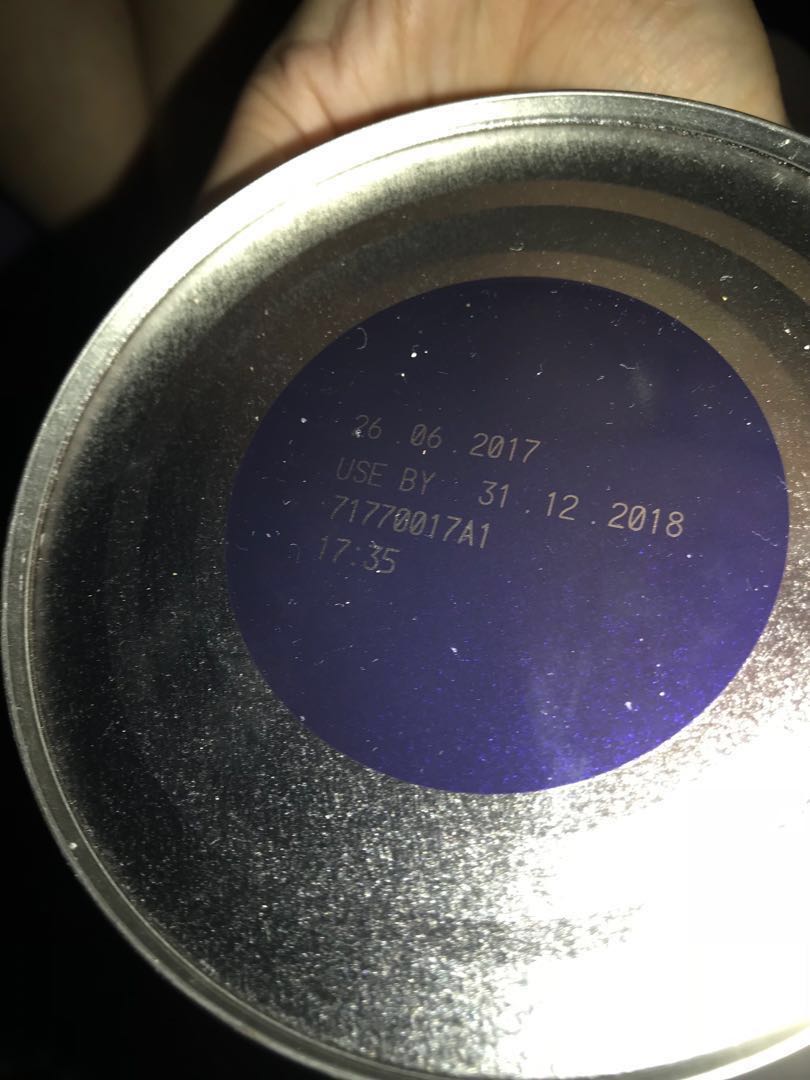 26 . 06 . 2017
USE BY 31 . 12 . 2018
71770017A1
17:35